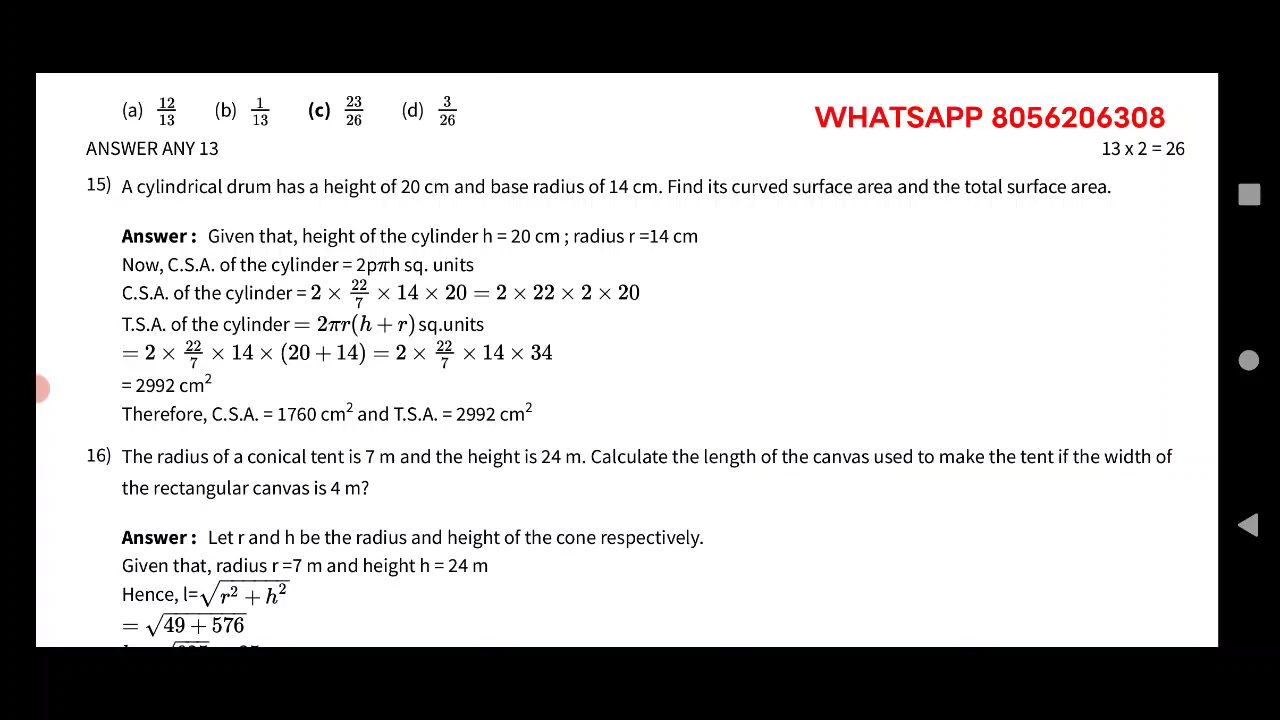 (a) 12/13 (b) 1/13 (c) 23/26 (d) 3/26
WHATSAPP 8056206308
ANSWER ANY 13 13 x 2 = 26
15) A cylindrical drum has a height of 20 cm and base radius of 14 cm. Find its curved surface area and the total surface area.
Answer : Given that, height of the cylinder h = 20 cm ; radius r =14 cm
Now, C.S.A. of the cylinder = 2pπh sq. units
C.S.A. of the cylinder = 2 × 22/7 × 14 × 20 = 2 × 22 × 2 × 20
T.S.A. of the cylinder = 2πr(h + r) sq.units
= 2 × 22/7 × 14 × (20 + 14) = 2 × 22/7 × 14 × 34
= 2992 cm²
Therefore, C.S.A. = 1760 cm² and T.S.A. = 2992 cm²
16) The radius of a conical tent is 7 m and the height is 24 m. Calculate the length of the canvas used to make the tent if the width of
the rectangular canvas is 4 m?
Answer : Let r and h be the radius and height of the cone respectively.
Given that, radius r =7 m and height h = 24 m
Hence, l=√r² + h²
= √49 + 576